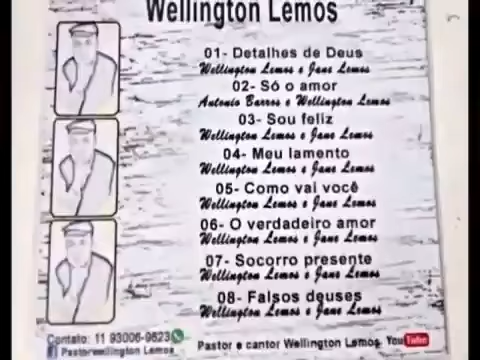 Wellington Lemos
01- Detalhes de Deus
Wellington Lemos e Jane Lemos
02- Só o amor
Antonio Barros e Wellington Lemos
03- Sou feliz
Wellington Lemos e Jane Lemos
04- Meu lamento
Wellington Lemos e Jane Lemos
05- Como vai você
Wellington Lemos e Jane Lemos
06- O verdadeiro amor
Wellington Lemos e Jane Lemos
07- Socorro presente
Wellington Lemos e Jane Lemos
08- Falsos deuses
Wellington Lemos e Jane Lemos
Contato: 11 93006-9623
Pastorwellington Lemos
Pastor e cantor Wellington Lemos YouTube